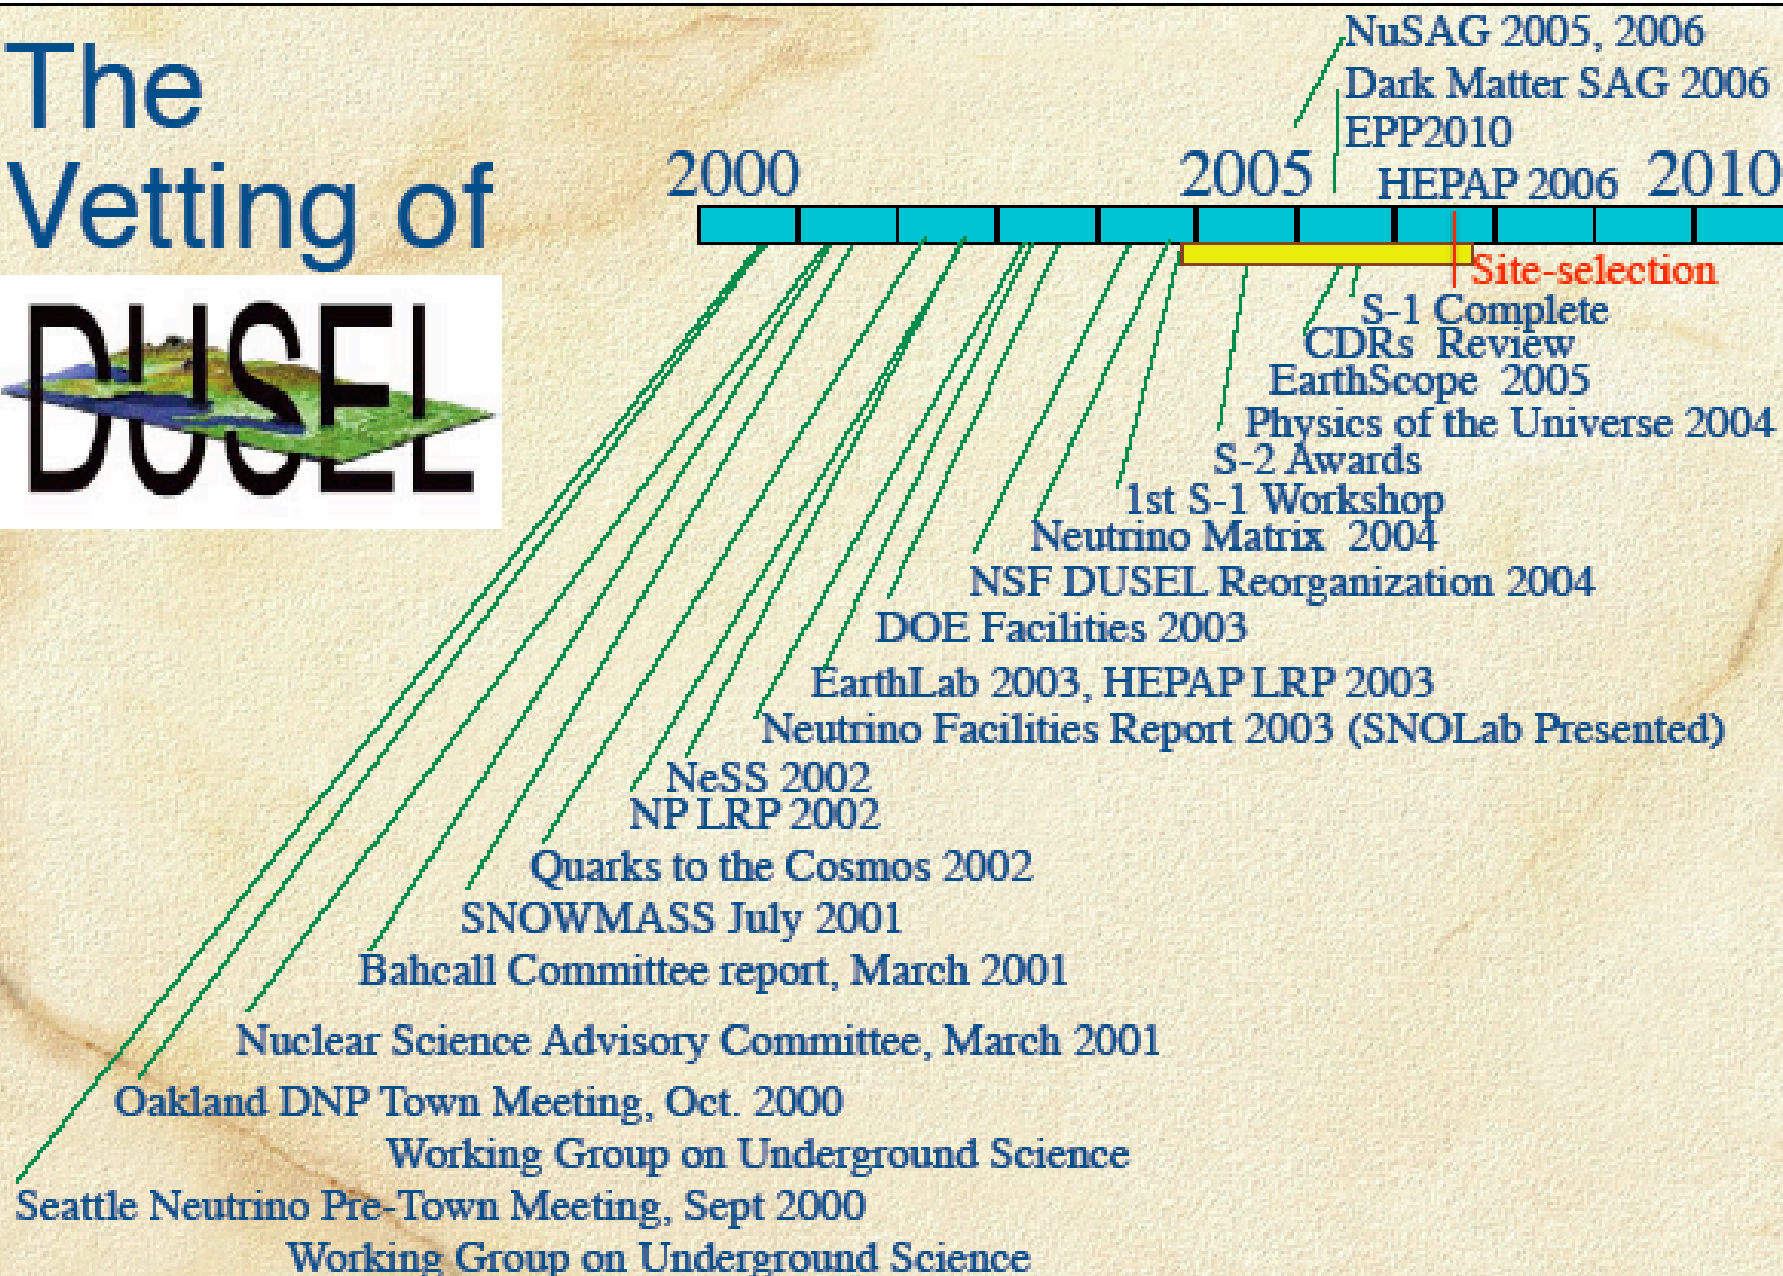 The
Vetting of
DUSEL
NuSAG 2005, 2006
Dark Matter SAG 2006
EPP2010
HEPAP 2006
2000
2005
2010
Site-selection
S-1 Complete
CDRs Review
EarthScope 2005
Physics of the Universe 2004
S-2 Awards
1st S-1 Workshop
Neutrino Matrix 2004
NSF DUSEL Reorganization 2004
DOE Facilities 2003
EarthLab 2003, HEPAP LRP 2003
Neutrino Facilities Report 2003 (SNOLab Presented)
NeSS 2002
NP LRP 2002
Quarks to the Cosmos 2002
SNOWMASS July 2001
Bahcall Committee report, March 2001
Nuclear Science Advisory Committee, March 2001
Oakland DNP Town Meeting, Oct. 2000
Working Group on Underground Science
Seattle Neutrino Pre-Town Meeting, Sept 2000
Working Group on Underground Science